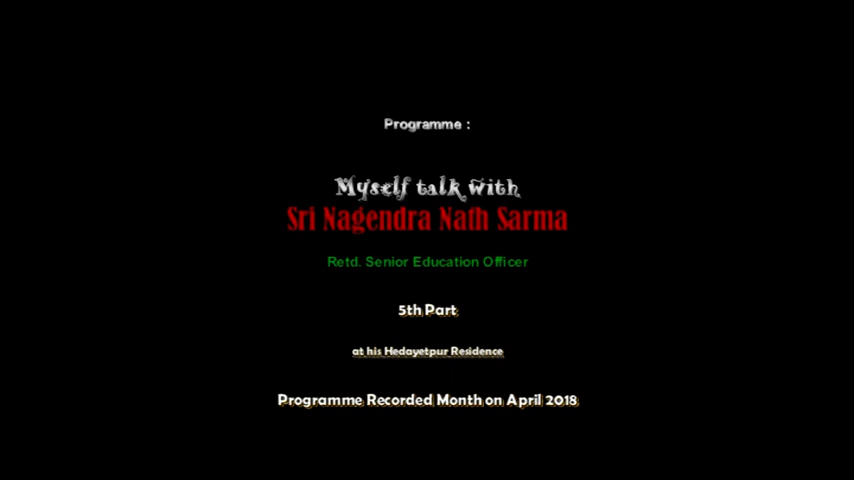 Programme :
Myself talk with
Sri Nagendra Nath Sarma
Retd. Senior Education Officer
5th Part
at his Hedayetpur Residence
Programme Recorded Month on April 2018